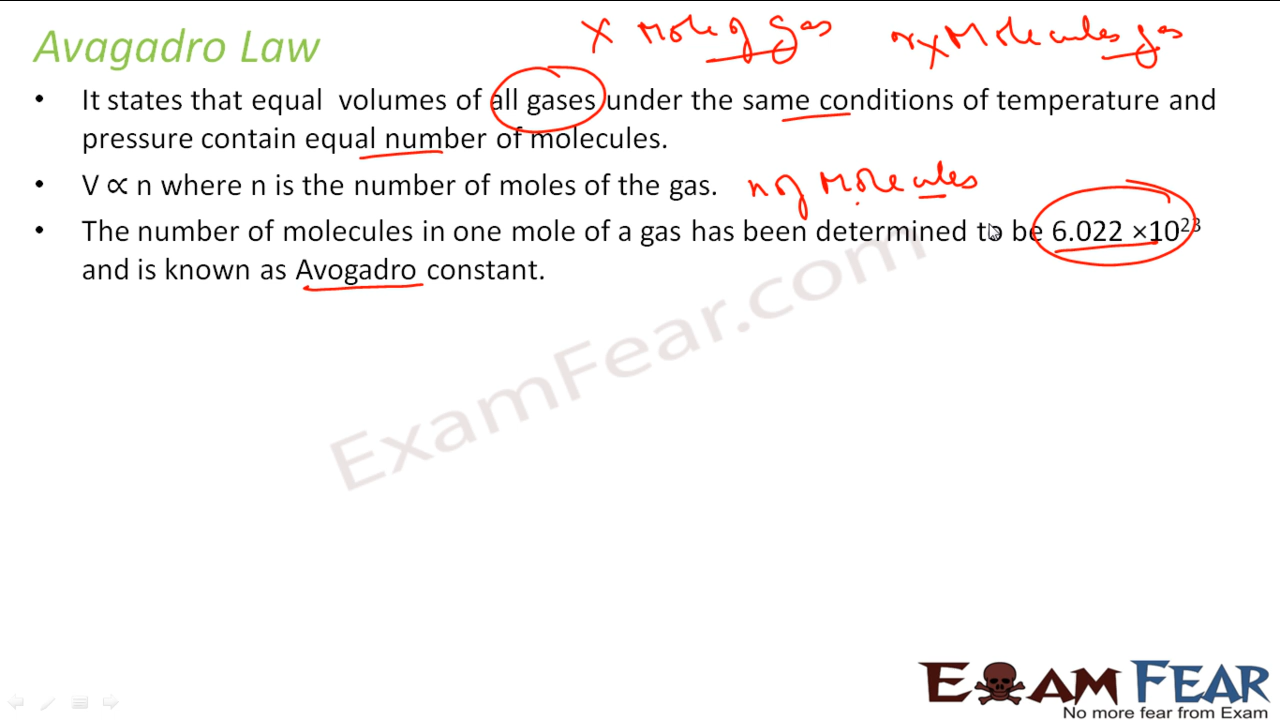 X Mole of Gas
Molecules gas
Avagadro Law
• It states that equal volumes of all gases under the same conditions of temperature and
pressure contain equal number of molecules.
• V ∝ n where n is the number of moles of the gas.
n of Molecules
• The number of molecules in one mole of a gas has been determined to be 6.022 ×10²³
and is known as Avogadro constant.
ExamFear.com
EXAM FEAR
No more fear from Exam